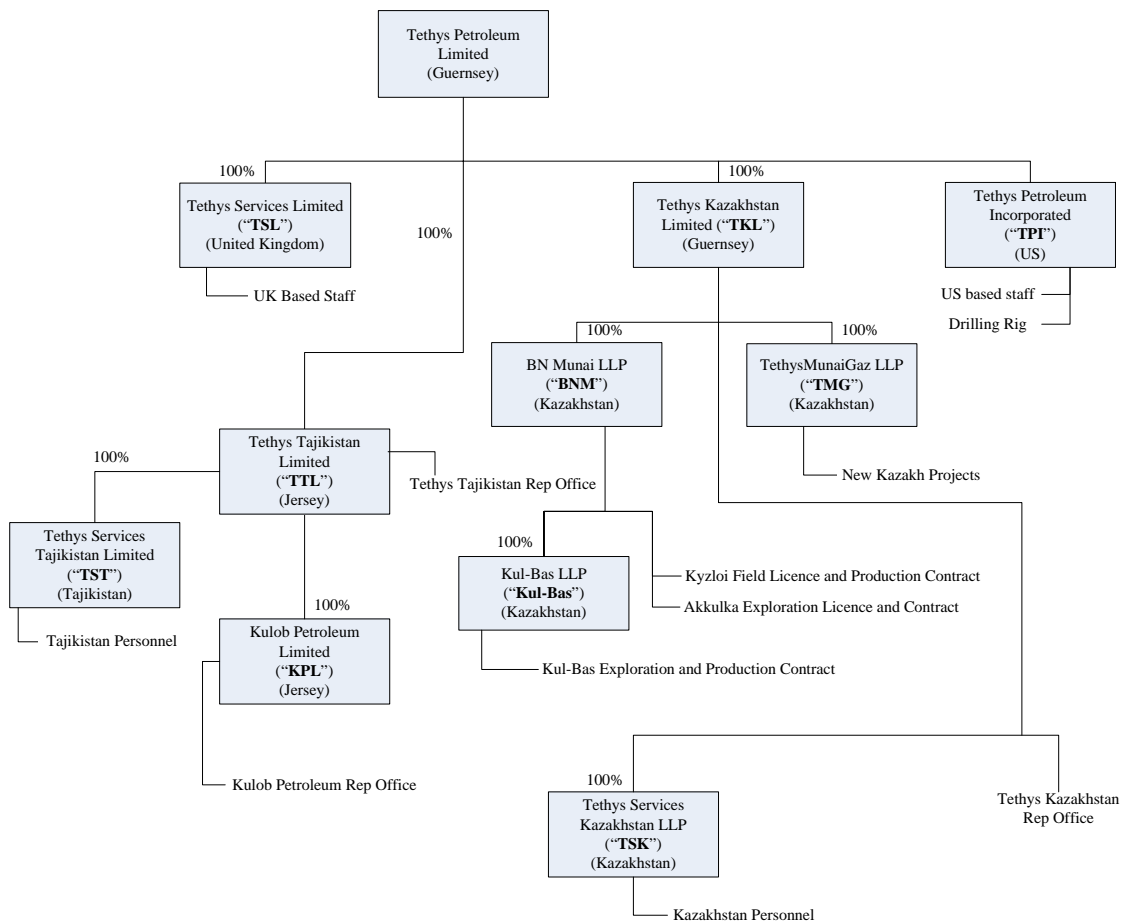 Tethys Petroleum
Limited
(Guernsey)
100%
100%
Tethys Services Limited
(“TSL”)
(United Kingdom)
UK Based Staff
100%
Tethys Kazakhstan
Limited (“TKL”)
(Guernsey)
Tethys Petroleum
Incorporated
(“TPI”)
(US)
US based staff
Drilling Rig
100%
BN Munai LLP
(“BNM”)
(Kazakhstan)
100%
TethysMunaiGaz LLP
(“TMG”)
(Kazakhstan)
New Kazakh Projects
Tethys Tajikistan
Limited
(“TTL”)
(Jersey)
Tethys Tajikistan Rep Office
100%
Tethys Services
Tajikistan Limited
(“TST”)
(Tajikistan)
Tajikistan Personnel
100%
Kulob Petroleum
Limited
(“KPL”)
(Jersey)
Kulob Petroleum Rep Office
100%
Kul-Bas LLP
(“Kul-Bas”)
(Kazakhstan)
Kyzloi Field Licence and Production Contract
Akkulka Exploration Licence and Contract
Kul-Bas Exploration and Production Contract
100%
Tethys Services
Kazakhstan LLP
(“TSK”)
(Kazakhstan)
Kazakhstan Personnel
Tethys Kazakhstan
Rep Office